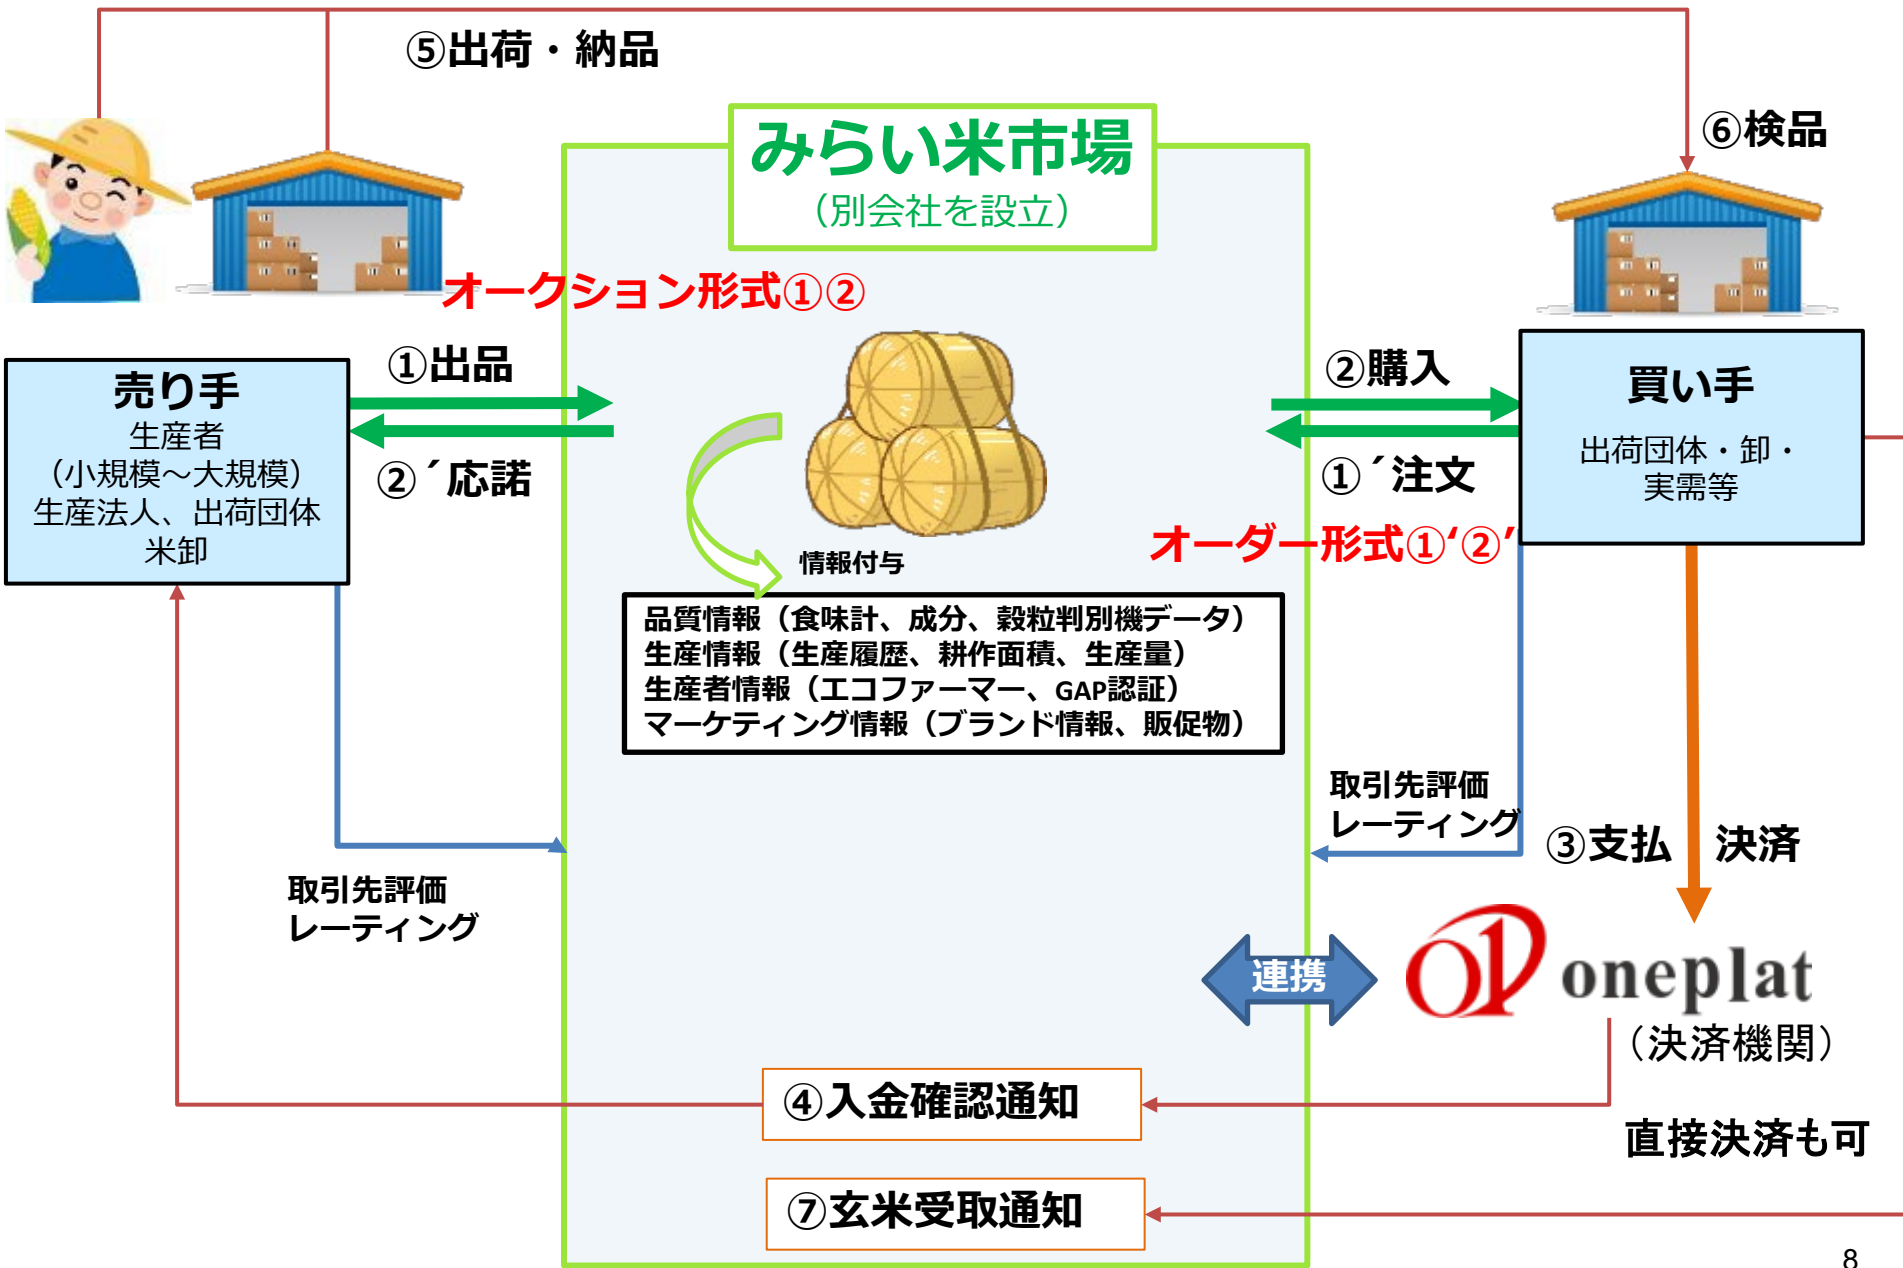 ⑤出荷・納品
みらい米市場
（別会社を設立）
⑥検品
オークション形式①②
①出品
②購入
売り手
生産者
（小規模～大規模）
生産法人、出荷団体
米卸
買い手
出荷団体・卸・
実需等
②´応諾
①´注文
オーダー形式①‘②’
情報付与
品質情報（食味計、成分、穀粒判別機データ）
生産情報（生産履歴、耕作面積、生産量）
生産者情報（エコファーマー、GAP認証）
マーケティング情報（ブランド情報、販促物）
取引先評価
レーティング
③支払 決済
取引先評価
レーティング
連携
oneplat
（決済機関）
④入金確認通知
直接決済も可
⑦玄米受取通知
8